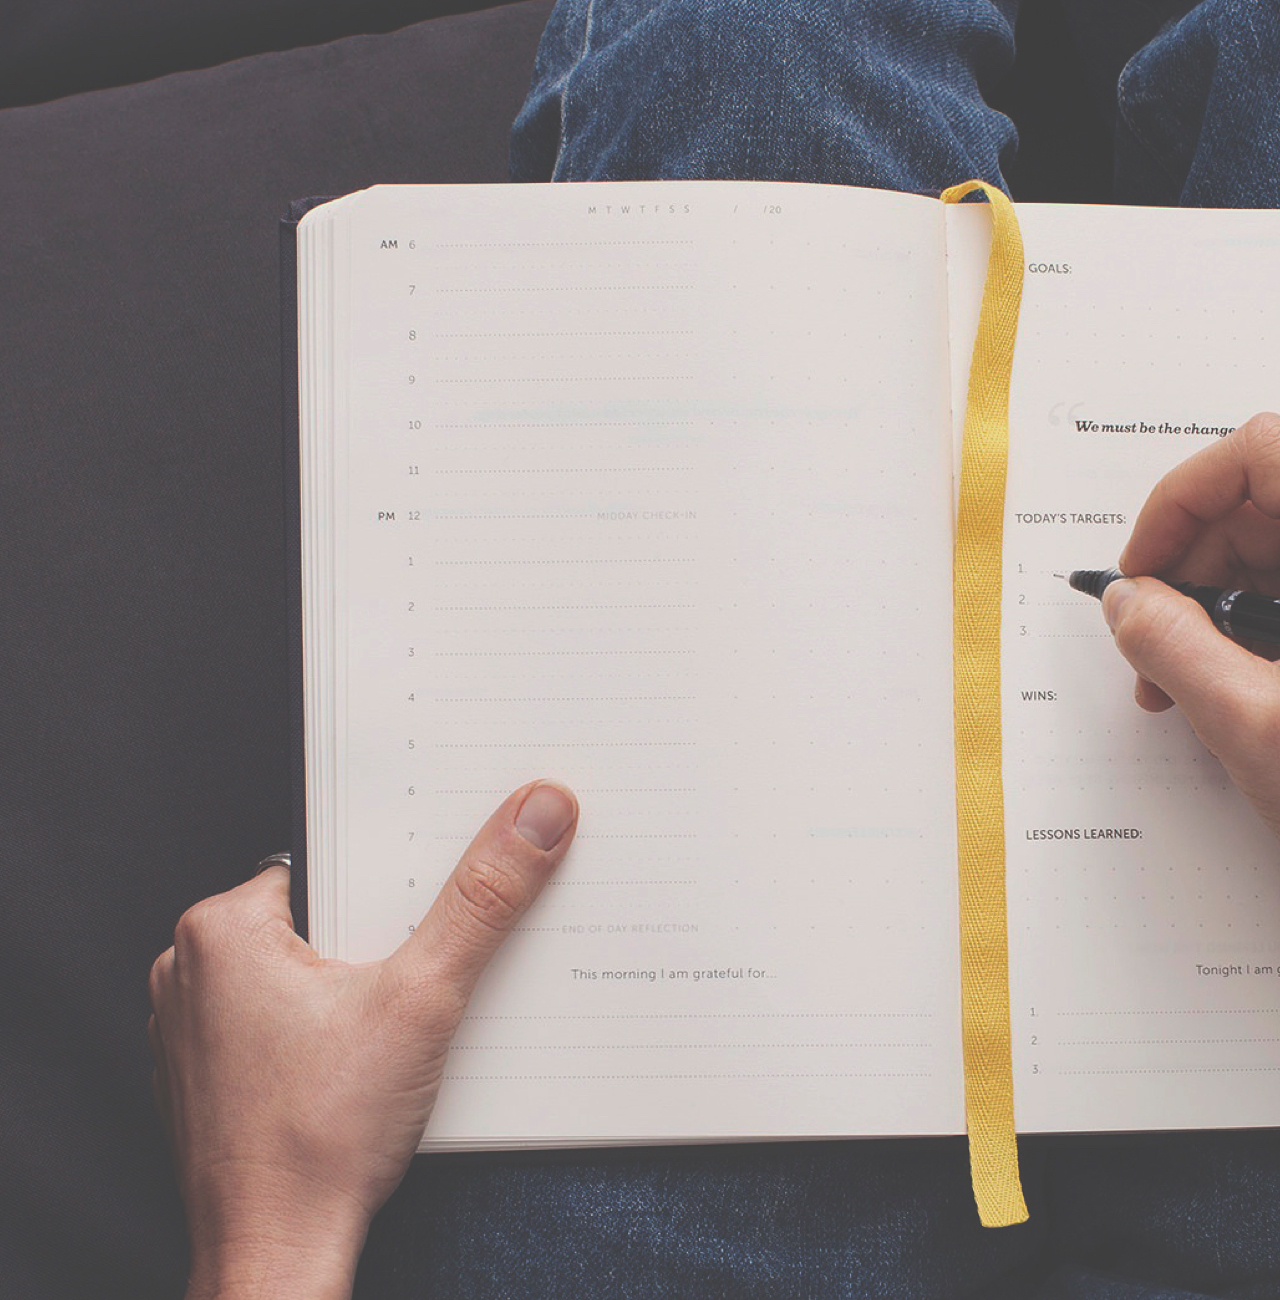 M T W T F S S / /20
AM 6
7
8
9
10
11
PM 12 MIDDAY CHECK-IN
1
2
3
4
5
6
7
8
9 END OF DAY REFLECTION
This morning I am grateful for...
GOALS:
“We must be the change
TODAY'S TARGETS:
1.
2.
3.
WINS:
LESSONS LEARNED:
Tonight I am
1.
2.
3.